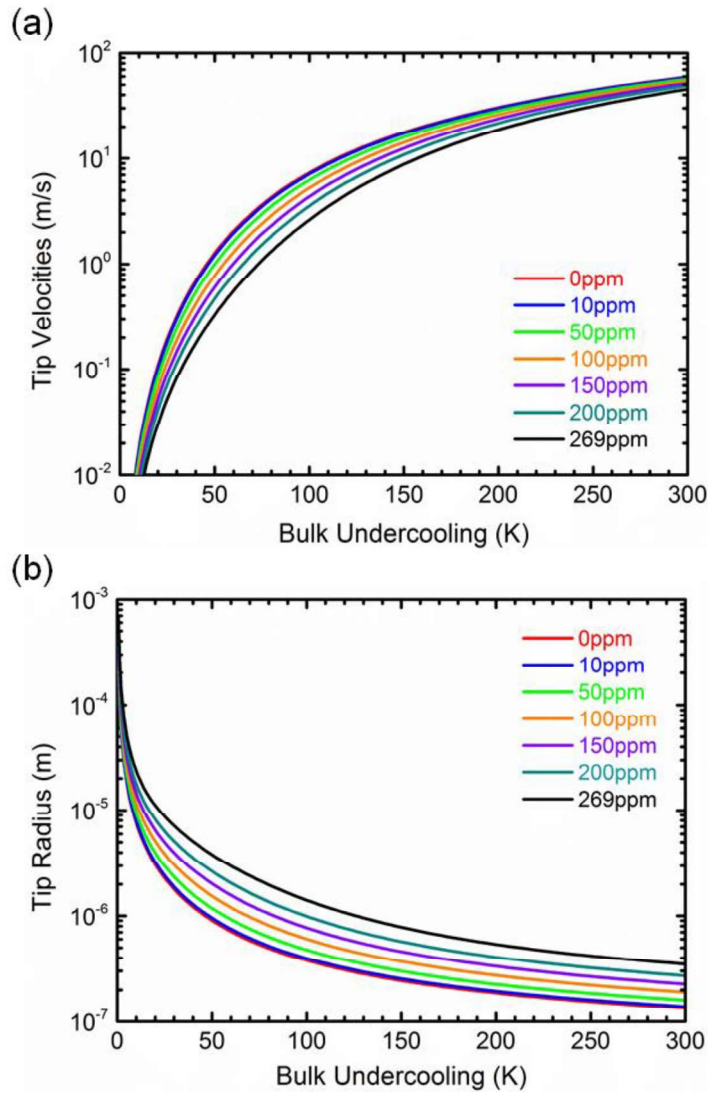 (a)
10²
10¹
10⁰
10⁻¹
10⁻²
Tip Velocities (m/s)
0ppm
10ppm
50ppm
100ppm
150ppm
200ppm
269ppm
0 50 100 150 200 250 300
Bulk Undercooling (K)
(b)
10⁻³
10⁻⁴
10⁻⁵
10⁻⁶
10⁻⁷
Tip Radius (m)
0ppm
10ppm
50ppm
100ppm
150ppm
200ppm
269ppm
0 50 100 150 200 250 300
Bulk Undercooling (K)